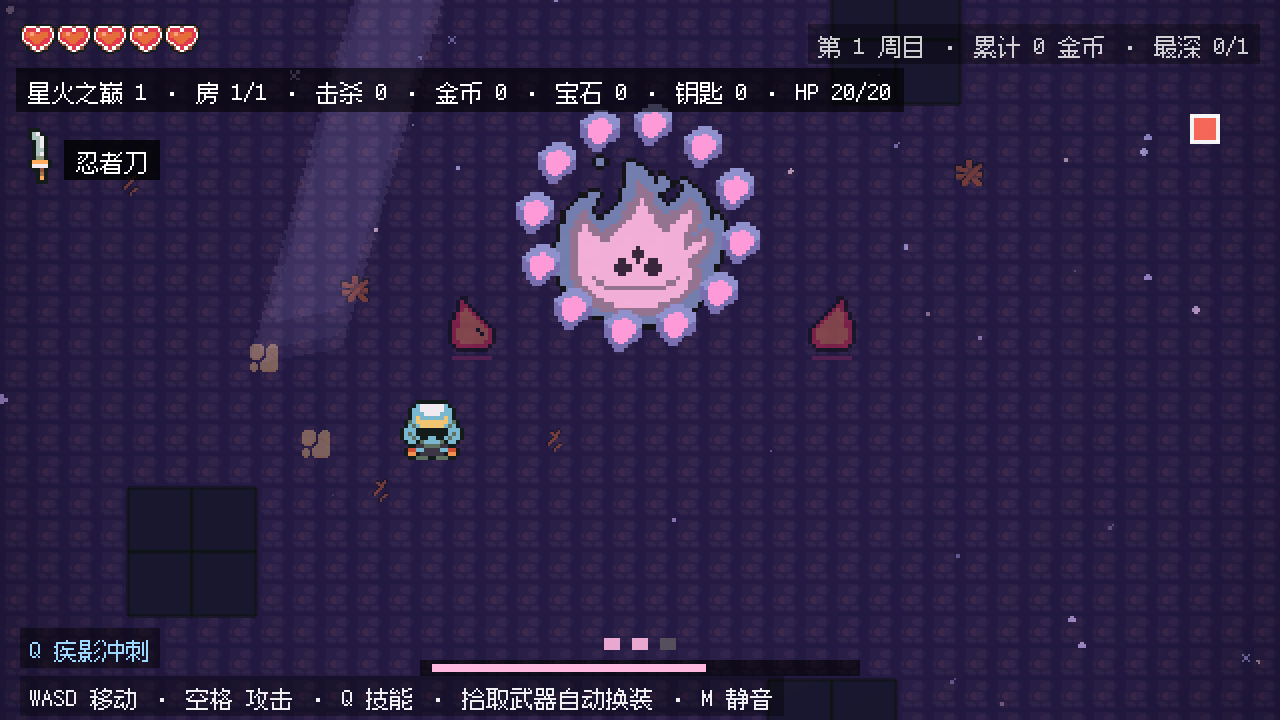 第 1 周目 · 累计 0 金币 · 最深 0/1
星火之巅 1 · 房 1/1 · 击杀 0 · 金币 0 · 宝石 0 · 钥匙 0 · HP 20/20
忍者刀
Q 疾影冲刺
WASD 移动 · 空格 攻击 · Q 技能 · 拾取武器自动换装 · M 静音